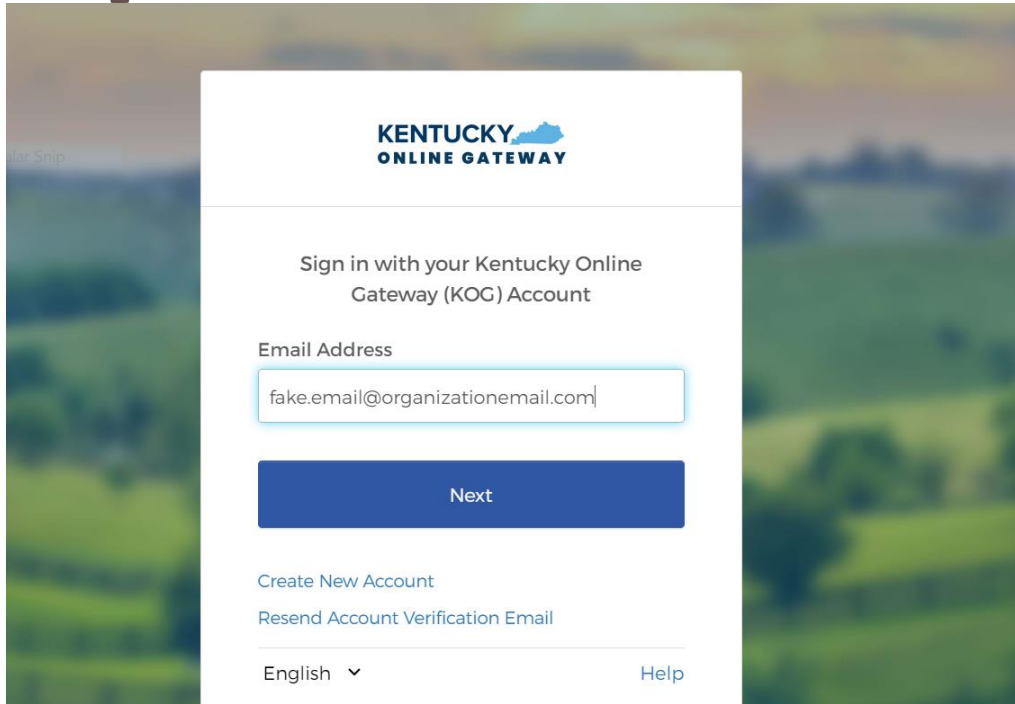 KENTUCKY
ONLINE GATEWAY
Sign in with your Kentucky Online
Gateway (KOG) Account
Email Address
fake.email@organizationemail.com
Next
Create New Account
Resend Account Verification Email
English
Help